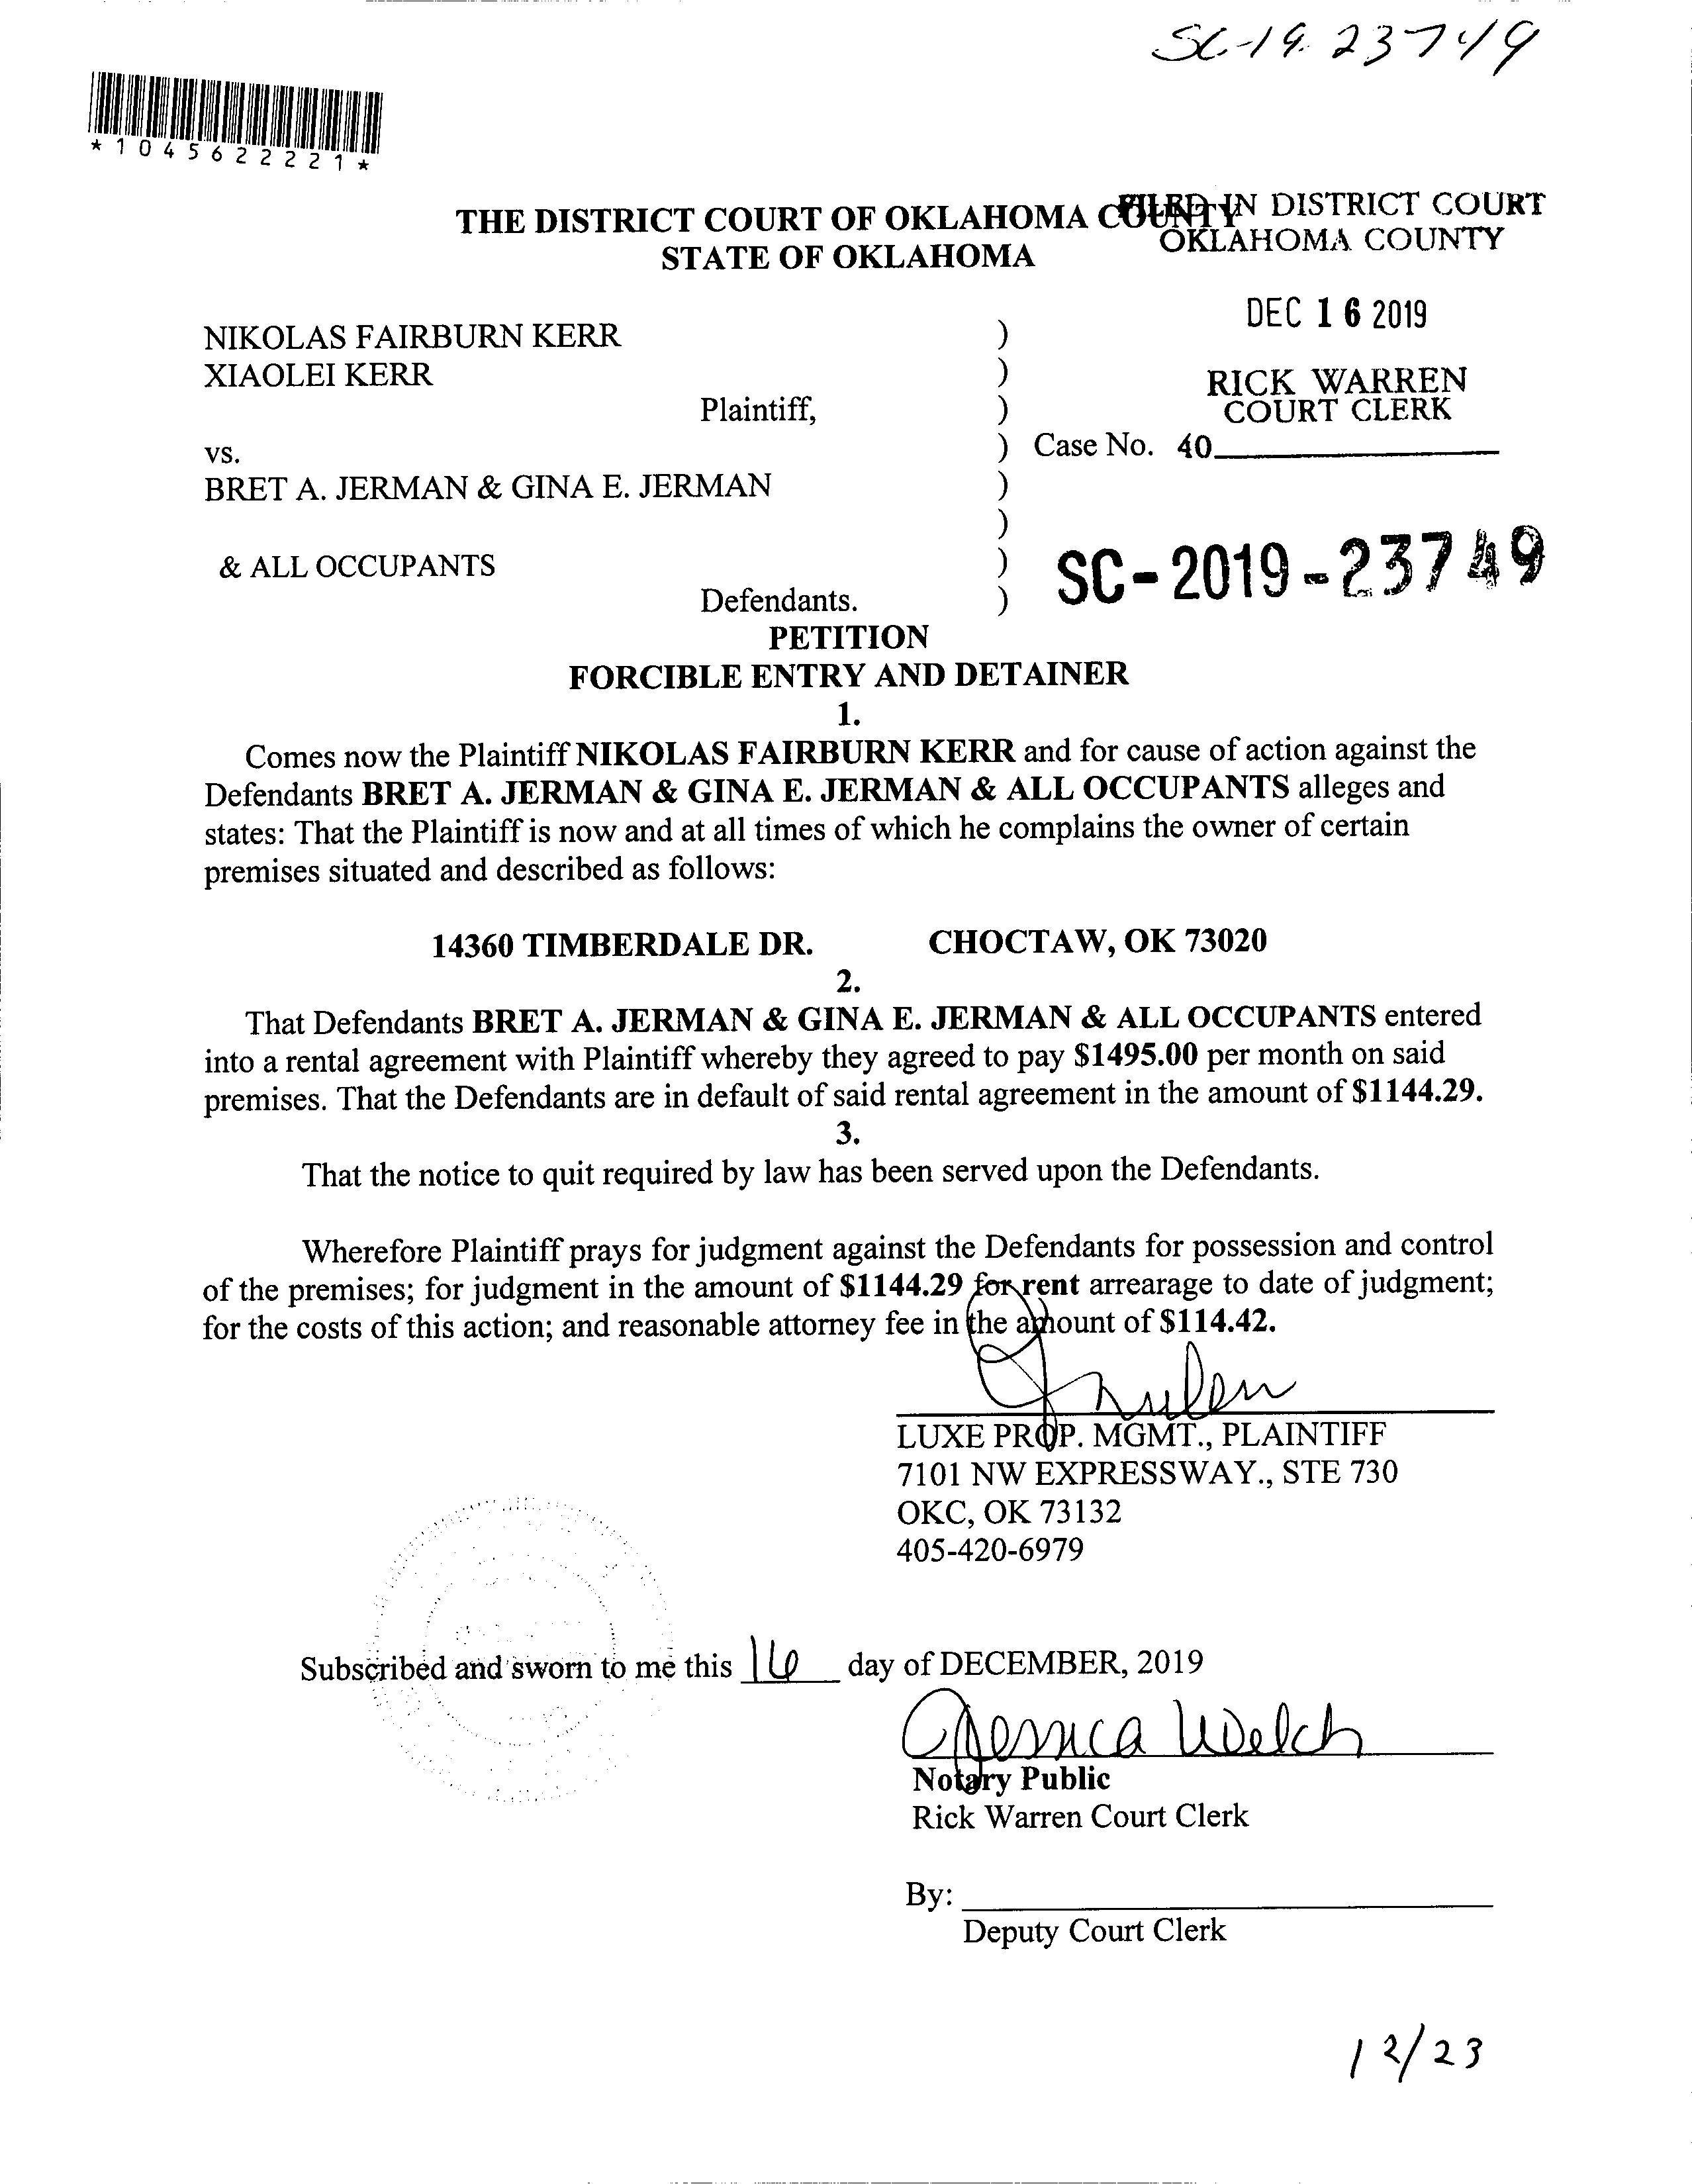 SC-19-23749
*1045622221*
THE DISTRICT COURT OF OKLAHOMA COUNTY
FILED IN DISTRICT COURT
STATE OF OKLAHOMA
OKLAHOMA COUNTY
DEC 16 2019
NIKOLAS FAIRBURN KERR )
XIAOLEI KERR )
RICK WARREN
Plaintiff, )
COURT CLERK
vs. ) Case No. 40
BRET A. JERMAN & GINA E. JERMAN )
)
& ALL OCCUPANTS )
SC-2019-23749
Defendants. )
PETITION
FORCIBLE ENTRY AND DETAINER
1.
Comes now the Plaintiff NIKOLAS FAIRBURN KERR and for cause of action against the
Defendants BRET A. JERMAN & GINA E. JERMAN & ALL OCCUPANTS alleges and
states: That the Plaintiff is now and at all times of which he complains the owner of certain
premises situated and described as follows:
14360 TIMBERDALE DR. CHOCTAW, OK 73020
2.
That Defendants BRET A. JERMAN & GINA E. JERMAN & ALL OCCUPANTS entered
into a rental agreement with Plaintiff whereby they agreed to pay $1495.00 per month on said
premises. That the Defendants are in default of said rental agreement in the amount of $1144.29.
3.
That the notice to quit required by law has been served upon the Defendants.
Wherefore Plaintiff prays for judgment against the Defendants for possession and control
of the premises; for judgment in the amount of $1144.29 for rent arrearage to date of judgment;
for the costs of this action; and reasonable attorney fee in the amount of $114.42.
LUXE PROP. MGMT., PLAINTIFF
7101 NW EXPRESSWAY., STE 730
OKC, OK 73132
405-420-6979
Subscribed and sworn to me this 16 day of DECEMBER, 2019
Jessica Welch
Notary Public
Rick Warren Court Clerk
By:
Deputy Court Clerk
12/23